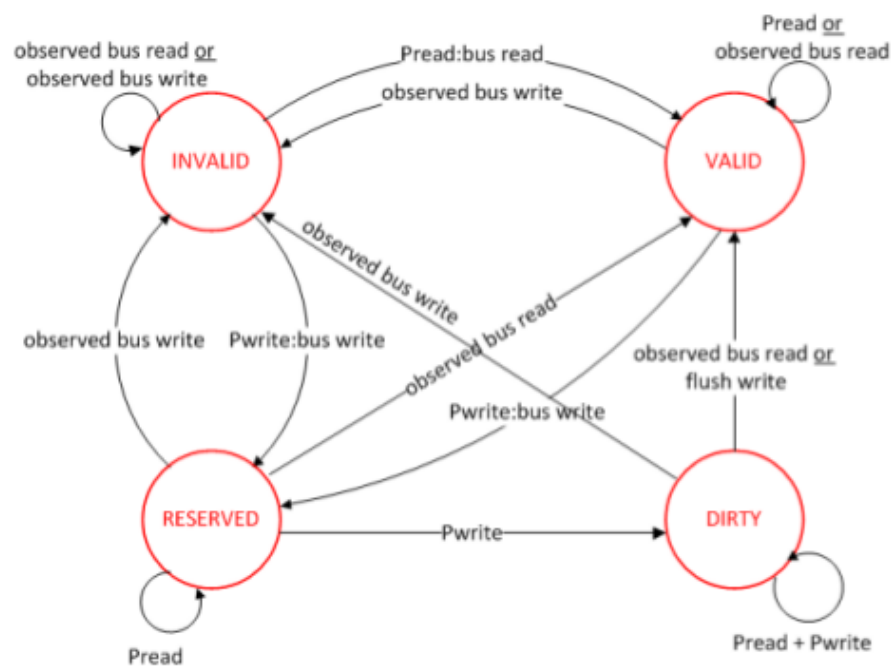 Pread or
observed bus read
observed bus read or
observed bus write
Pread:bus read
observed bus write
INVALID
VALID
observed bus write
observed bus read
observed bus write
Pwrite:bus write
observed bus read or
flush write
Pwrite:bus write
RESERVED
DIRTY
Pwrite
Pread
Pread + Pwrite